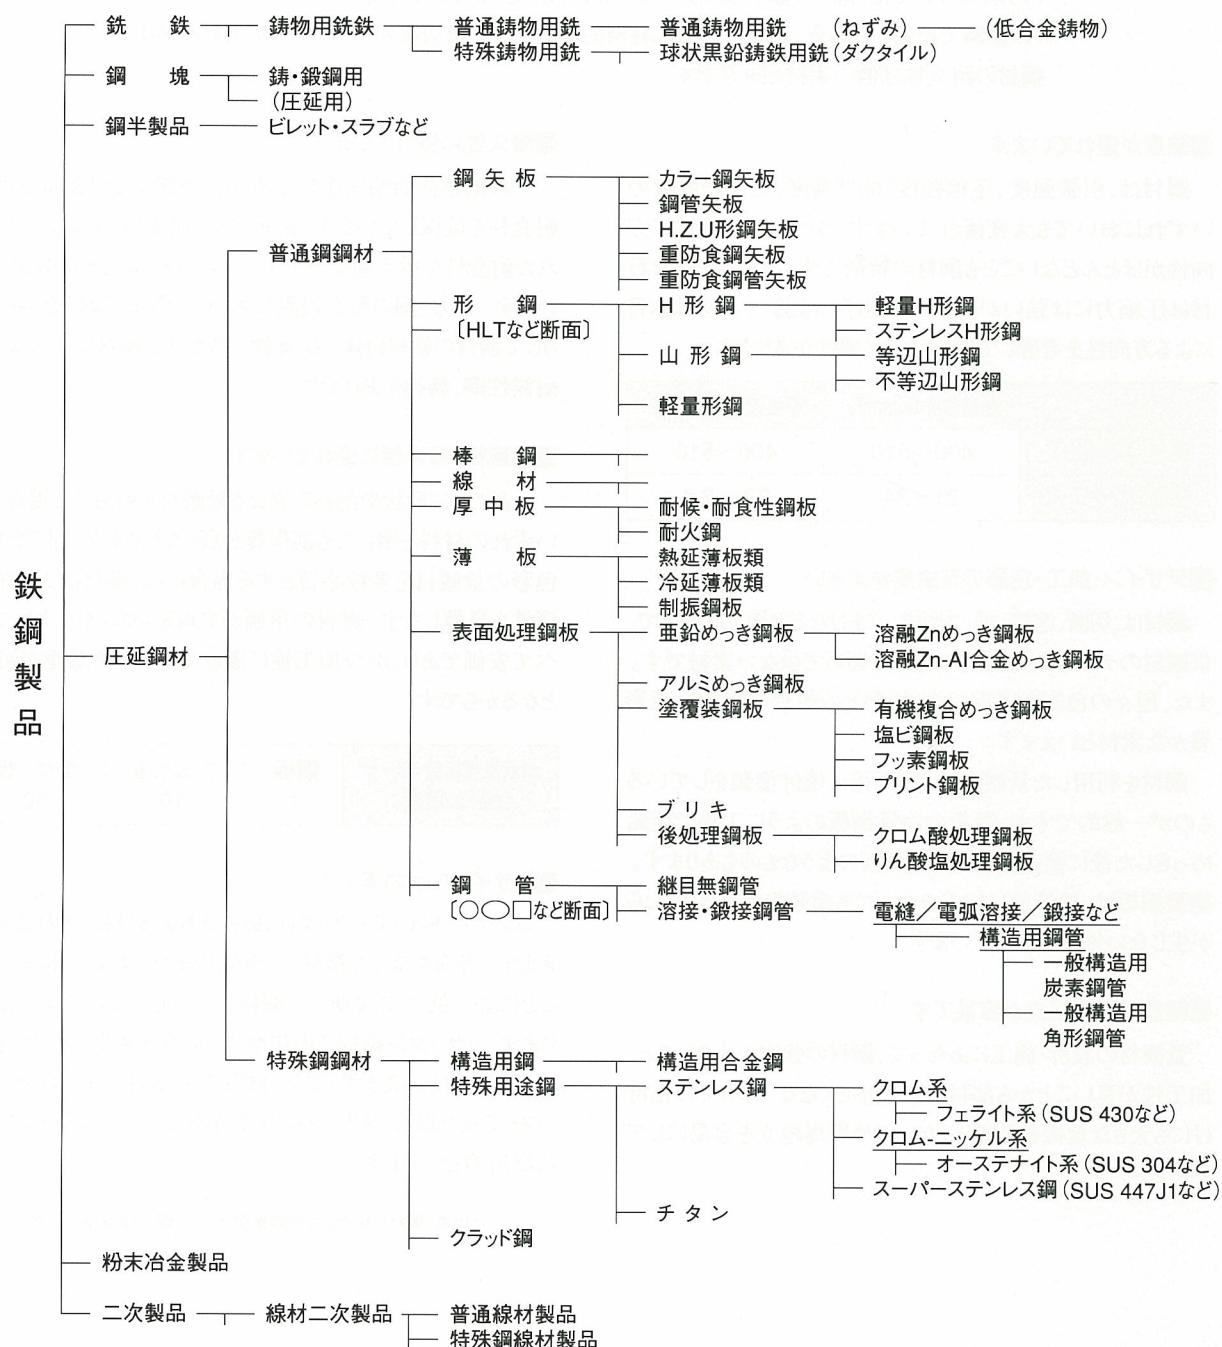 鉄鋼製品
銑 鉄 鋳物用銑鉄 普通鋳物用銑 普通鋳物用銑 (ねずみ) (低合金鋳物)
特殊鋳物用銑 球状黒鉛鋳鉄用銑(ダクタイル)
鋼 塊 鋳・鍛鋼用
(圧延用)
鋼半製品 ビレット・スラブなど
圧延鋼材
普通鋼鋼材
鋼矢板 カラー鋼矢板
鋼管矢板
H.Z.U形鋼矢板
重防食鋼矢板
重防食鋼管矢板
形 鋼 H形鋼 軽量H形鋼
〔HLTなど断面〕 ステンレスH形鋼
山形鋼 等辺山形鋼
不等辺山形鋼
軽量形鋼
棒 鋼
線 材
厚中板 耐候・耐食性鋼板
耐火鋼
薄 板 熱延薄板類
冷延薄板類
制振鋼板
表面処理鋼板 亜鉛めっき鋼板 溶融Znめっき鋼板
溶融Zn-Al合金めっき鋼板
アルミめっき鋼板
塗覆装鋼板 有機複合めっき鋼板
塩ビ鋼板
フッ素鋼板
プリント鋼板
ブリキ
後処理鋼板 クロム酸処理鋼板
りん酸塩処理鋼板
鋼 管 継目無鋼管
〔○○□など断面〕 溶接・鍛接鋼管 電縫/電弧溶接/鍛接など
構造用鋼管
一般構造用
炭素鋼管
一般構造用
角形鋼管
特殊鋼鋼材 構造用鋼 構造用合金鋼
特殊用途鋼 ステンレス鋼 クロム系
フェライト系(SUS 430など)
クロム-ニッケル系
オーステナイト系(SUS 304など)
スーパーステンレス鋼(SUS 447J1など)
チタン
クラッド鋼
粉末冶金製品
二次製品 線材二次製品 普通線材製品
特殊鋼線材製品